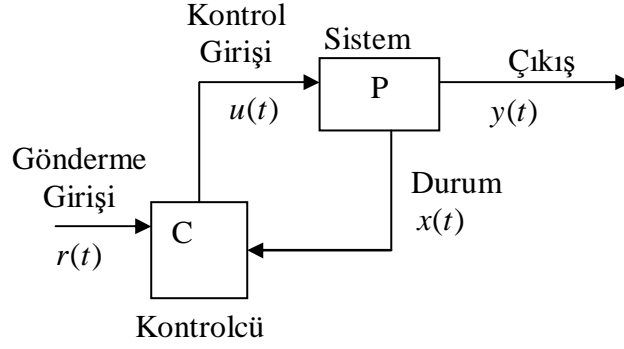 Kontrol
Girişi
Sistem
P
Çıkış
u(t)
y(t)
Gönderme
Girişi
Durum
x(t)
C
r(t)
Kontrolcü